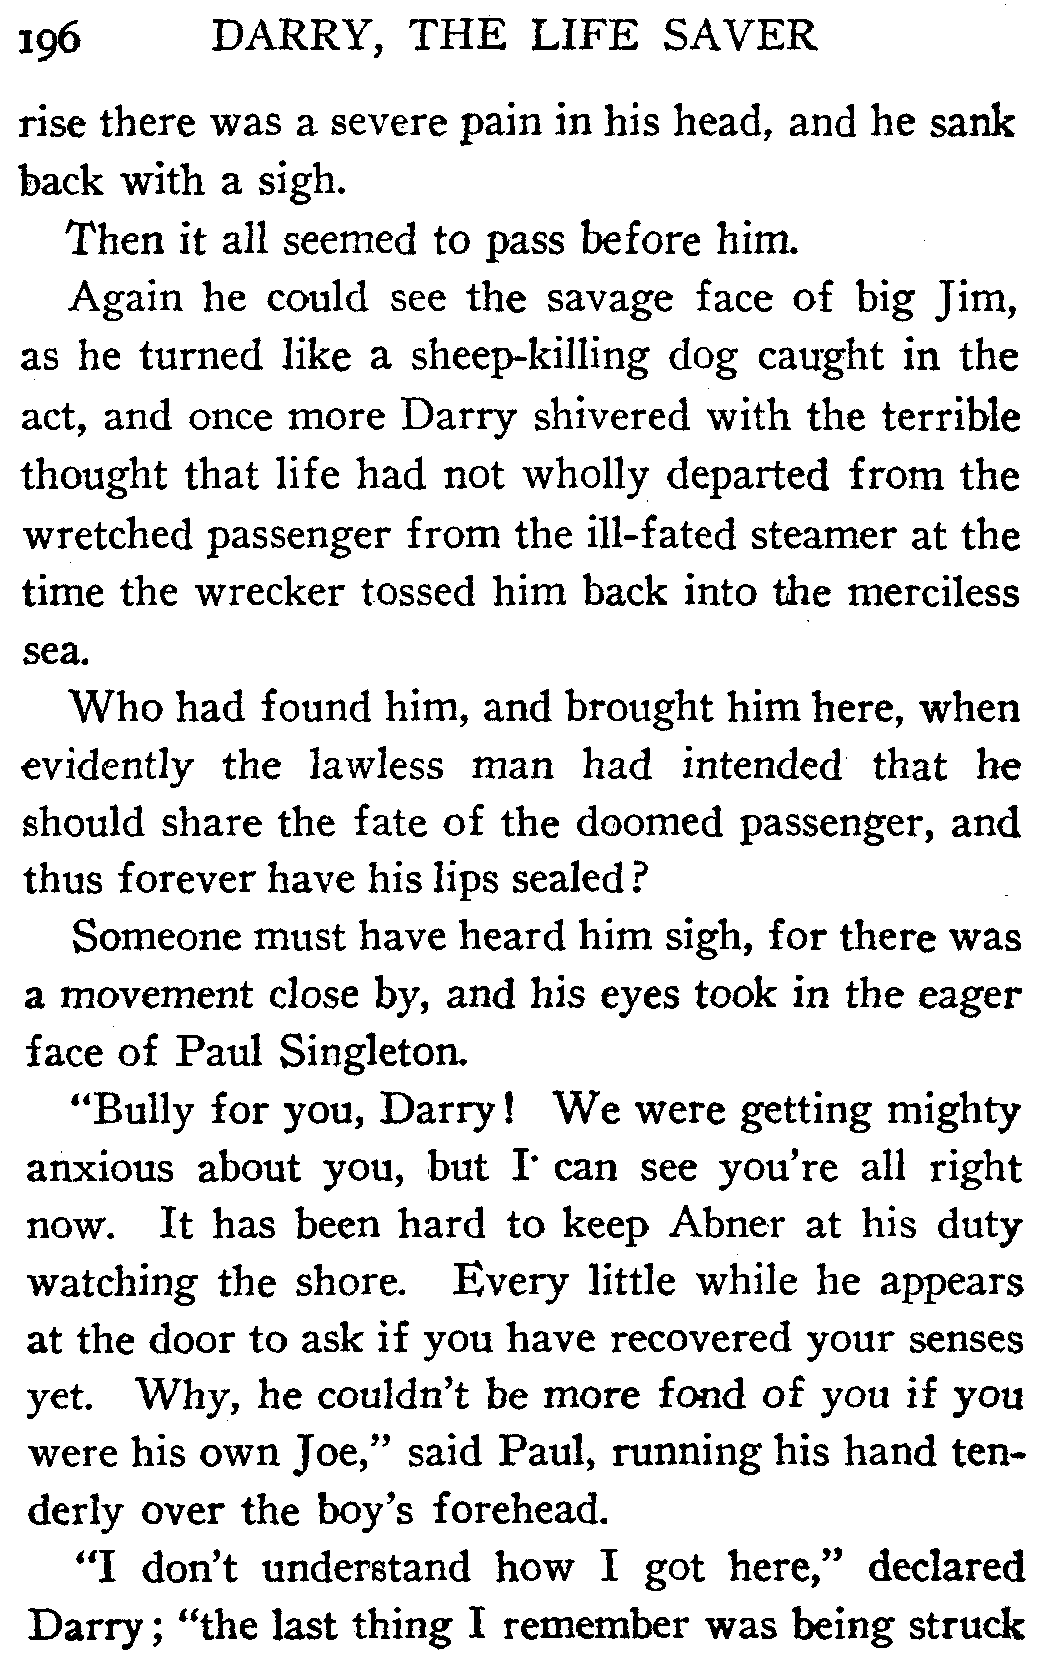 196 DARRY, THE LIFE SAVER
rise there was a severe pain in his head, and he sank
back with a sigh.
Then it all seemed to pass before him.
Again he could see the savage face of big Jim,
as he turned like a sheep-killing dog caught in the
act, and once more Darry shivered with the terrible
thought that life had not wholly departed from the
wretched passenger from the ill-fated steamer at the
time the wrecker tossed him back into the merciless
sea.
Who had found him, and brought him here, when
evidently the lawless man had intended that he
should share the fate of the doomed passenger, and
thus forever have his lips sealed?
Someone must have heard him sigh, for there was
a movement close by, and his eyes took in the eager
face of Paul Singleton.
"Bully for you, Darry! We were getting mighty
anxious about you, but I can see you're all right
now. It has been hard to keep Abner at his duty
watching the shore. Every little while he appears
at the door to ask if you have recovered your senses
yet. Why, he couldn't be more fond of you if you
were his own Joe," said Paul, running his hand ten-
derly over the boy's forehead.
"I don't understand how I got here," declared
Darry; "the last thing I remember was being struck